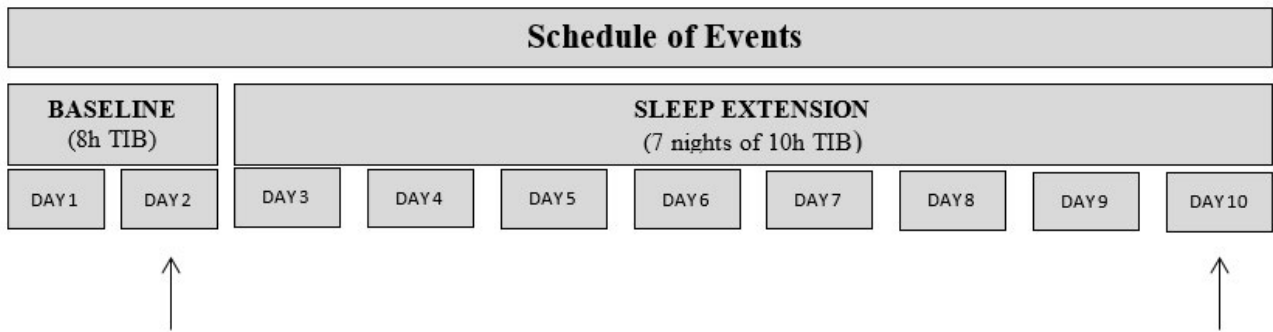 Schedule of Events
BASELINE
(8h TIB)
SLEEP EXTENSION
(7 nights of 10h TIB)
DAY1
DAY2
DAY3
DAY4
DAY5
DAY6
DAY7
DAY8
DAY9
DAY10